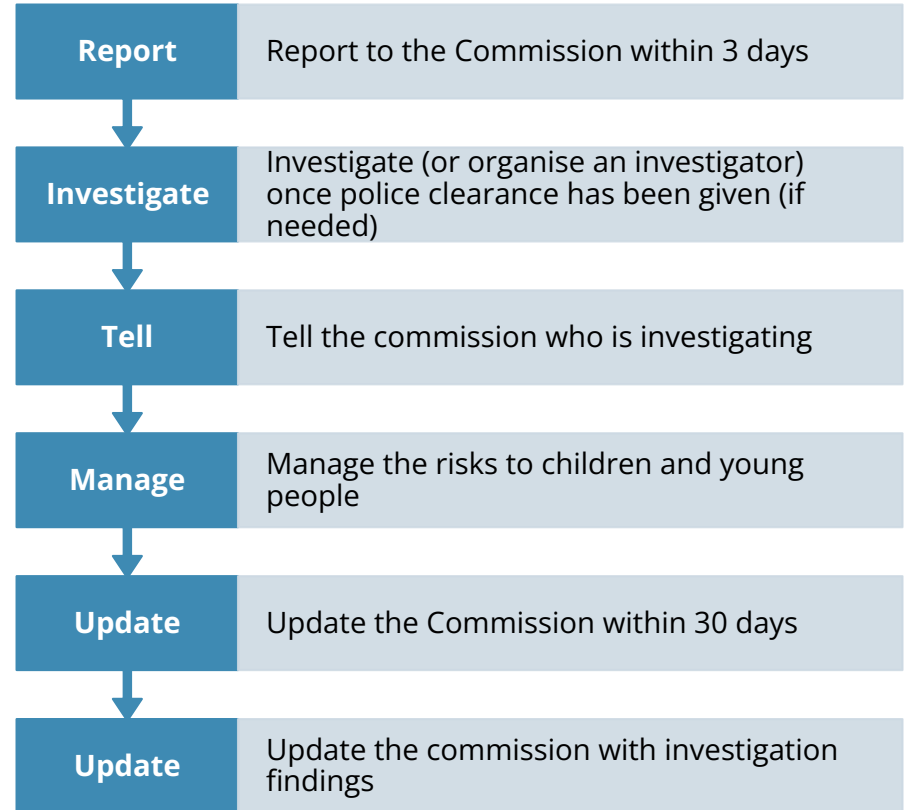 Report
Report to the Commission within 3 days
Investigate
Investigate (or organise an investigator)
once police clearance has been given (if
needed)
Tell
Tell the commission who is investigating
Manage
Manage the risks to children and young
people
Update
Update the Commission within 30 days
Update
Update the commission with investigation
findings